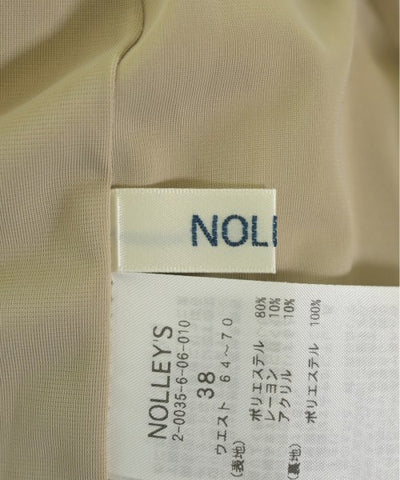 NOLL
NOLLEY'S
2-0035-6-06-010
38
ウエスト 64～70
(表地)
ポリエステル 80%
レーヨン 10%
アクリル 10%
(裏地)
ポリエステル 100%